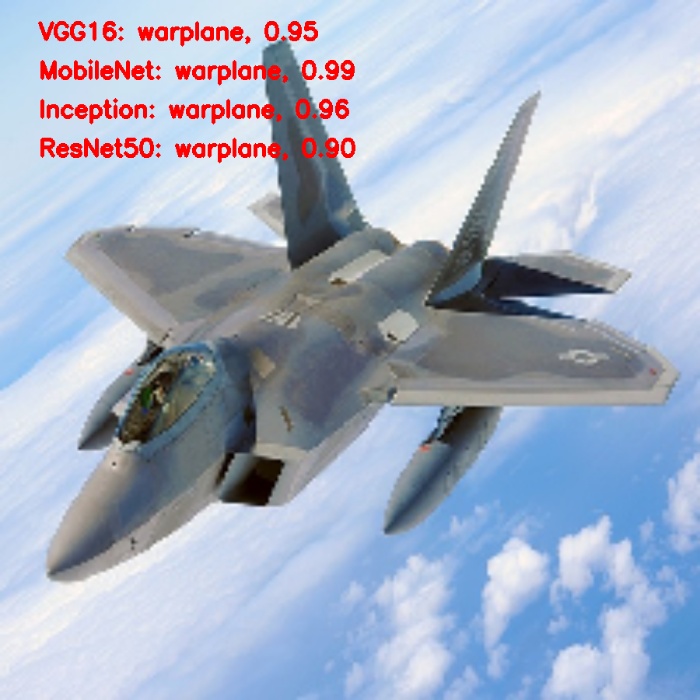 VGG16: warplane, 0.95
MobileNet: warplane, 0.99
Inception: warplane, 0.96
ResNet50: warplane, 0.90